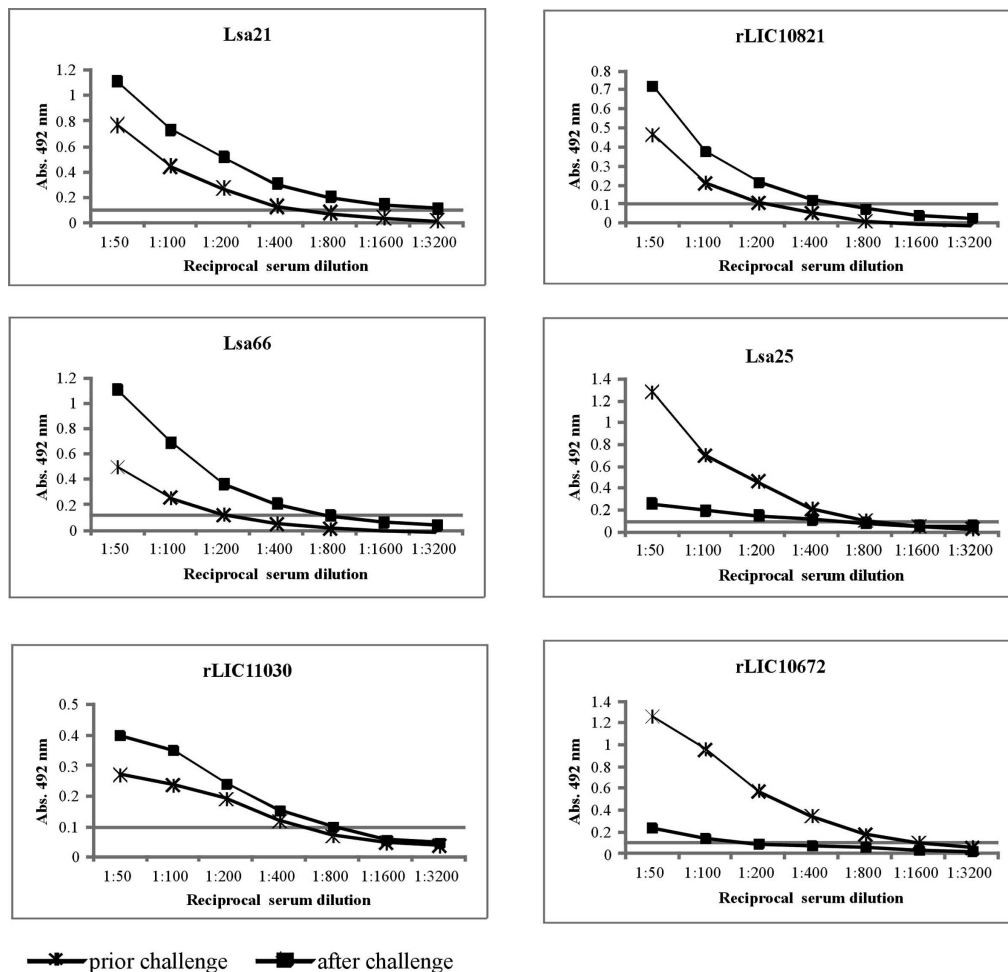 Lsa21
Abs. 492 nm
1.2
1
0.8
0.6
0.4
0.2
0
1:50 1:100 1:200 1:400 1:800 1:1600 1:3200
Reciprocal serum dilution
rLIC10821
Abs. 492 nm
0.8
0.7
0.6
0.5
0.4
0.3
0.2
0.1
0
1:50 1:100 1:200 1:400 1:800 1:1600 1:3200
Reciprocal serum dilution
Lsa66
Abs. 492 nm
1.2
1
0.8
0.6
0.4
0.2
0
1:50 1:100 1:200 1:400 1:800 1:1600 1:3200
Reciprocal serum dilution
Lsa25
Abs. 492 nm
1.4
1.2
1
0.8
0.6
0.4
0.2
0
1:50 1:100 1:200 1:400 1:800 1:1600 1:3200
Reciprocal serum dilution
rLIC11030
Abs. 492 nm
0.5
0.4
0.3
0.2
0.1
0
1:50 1:100 1:200 1:400 1:800 1:1600 1:3200
Reciprocal serum dilution
rLIC10672
Abs. 492 nm
1.4
1.2
1
0.8
0.6
0.4
0.2
0
1:50 1:100 1:200 1:400 1:800 1:1600 1:3200
Reciprocal serum dilution
prior challenge after challenge